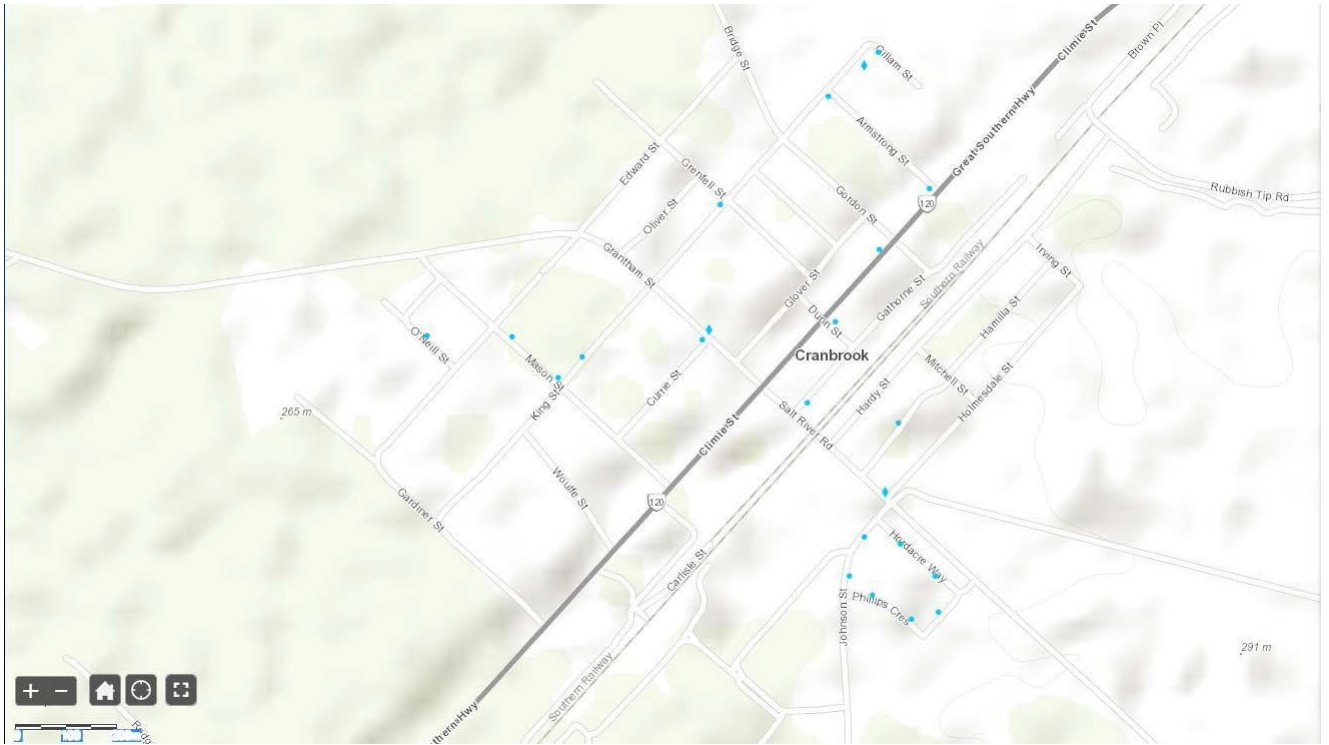 Bridge St
Gillam St
Climie St
Brown Pl
Great Southern Hwy
Armstrong St
Edward St
Grenfell St
Rubbish Tip Rd
Gordon St
120
Oliver St
Grantham St
Southern Railway
Irving St
Glover St
Gathorne St
Hamilla St
Dunn St
O'Neill St
Cranbrook
Mason St
Mitchell St
Currie St
Hardy St
Holmesdale St
King St
265 m
Salt River Rd
Climie St
Woulfe St
120
Gardiner St
Hordacre Way
Carlisle St
Phillips Cres
Johnson St
291 m
Southern Railway
thern Hwy